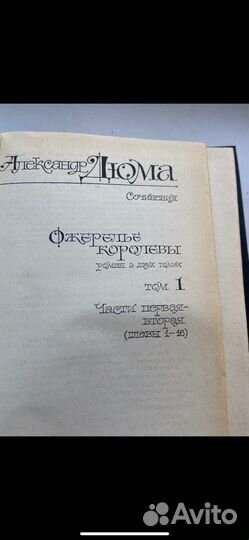 Александр Дюма
Сочинения
Ожерелье
королевы
роман в двух томах
том 1
Части первая-
вторая
(главы 1-16)
Avito